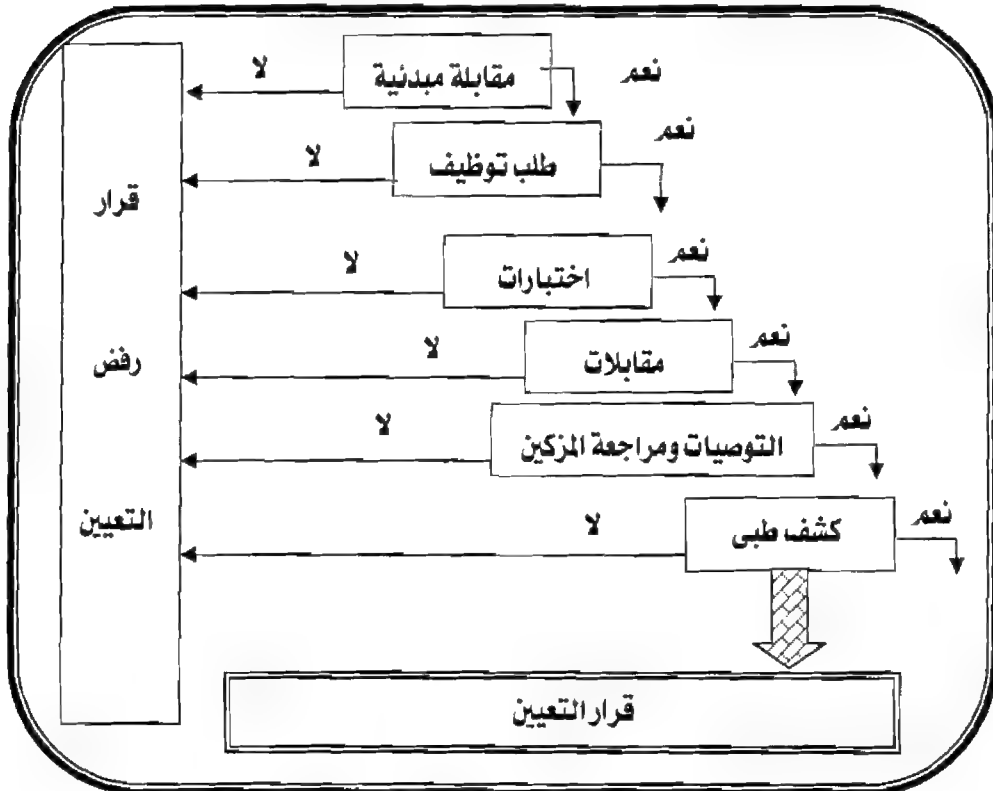 نعم
مقابلة مبدئية
لا
نعم
طلب توظيف
لا
نعم
اختبارات
لا
نعم
مقابلات
لا
نعم
التوصيات ومراجعة المزكين
لا
نعم
كشف طبى
لا
قرار
رفض
التعيين
قرار التعيين